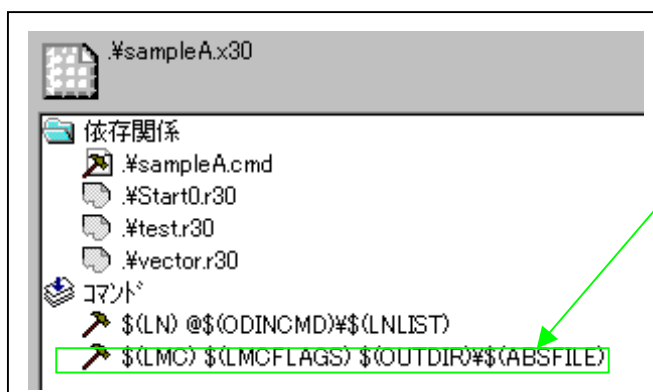 .¥sampleA.x30
依存関係
.¥sampleA.cmd
.¥Start0.r30
.¥test.r30
.¥vector.r30
コマンド
$(LN) @$(ODINCMD)¥$(LNLIST)
$(LMC) $(LMCFLAGS) $(OUTDIR)¥$(ABSFILE)